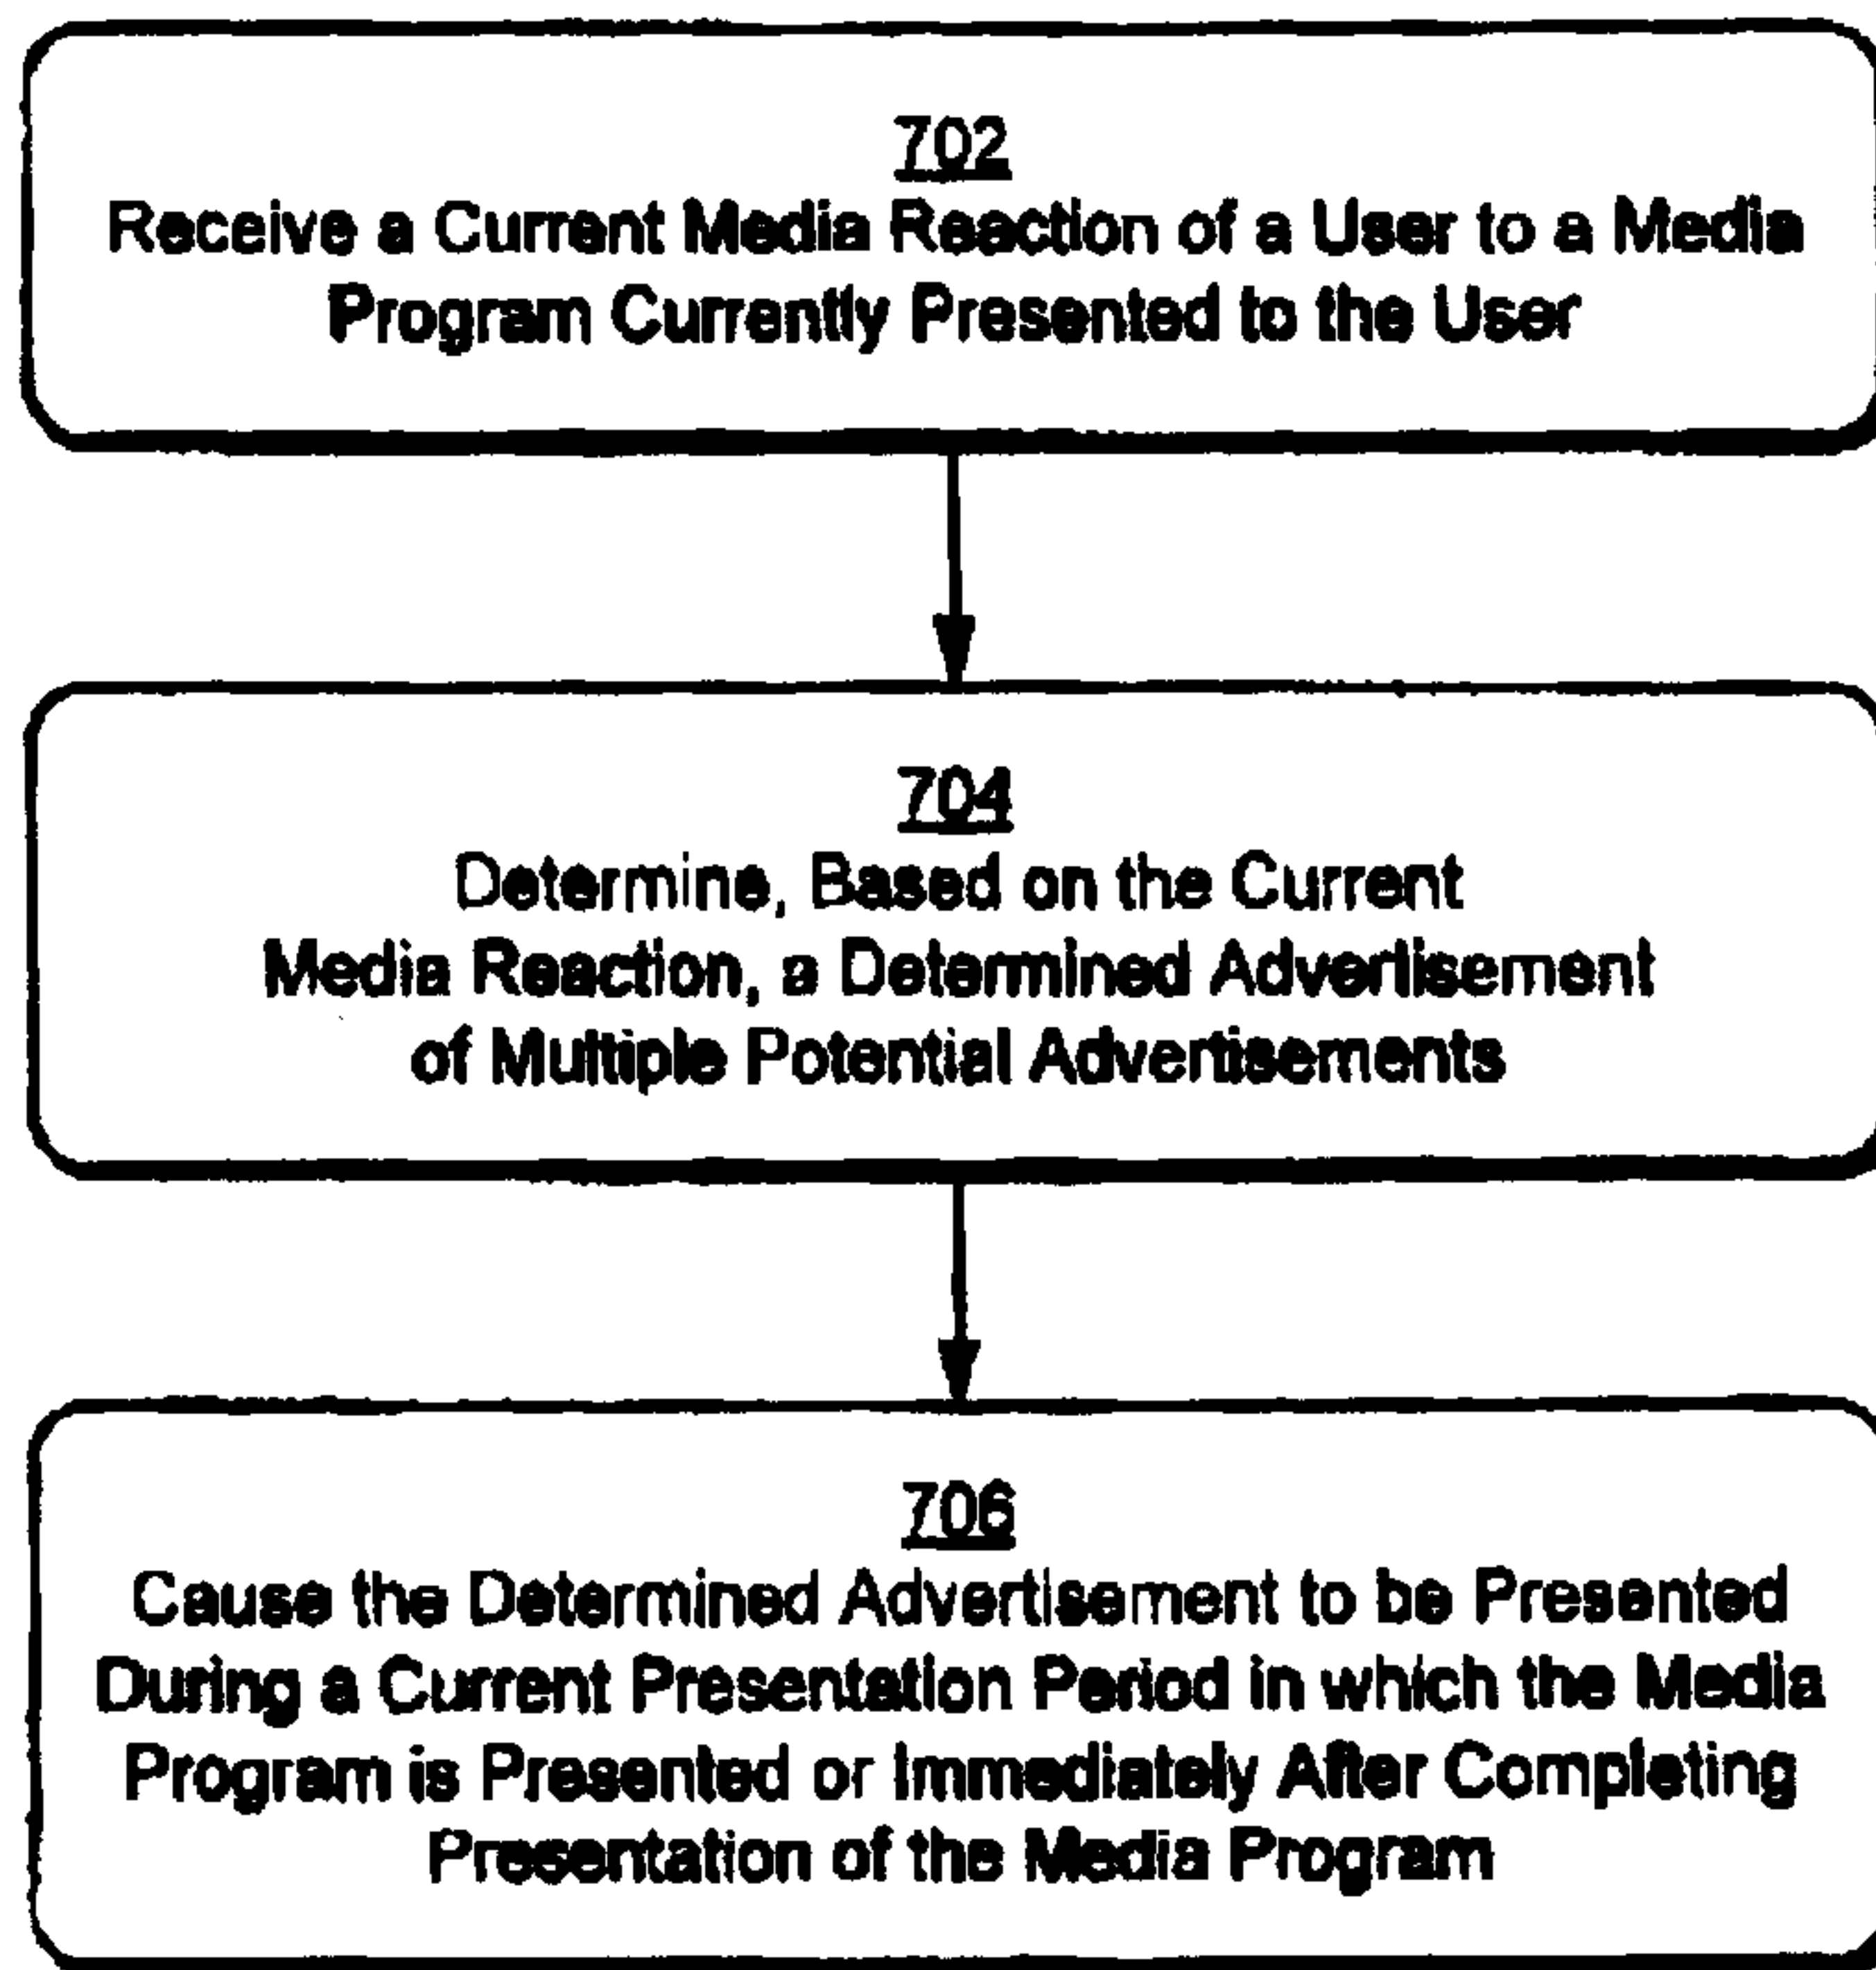 702
Receive a Current Media Reaction of a User to a Media
Program Currently Presented to the User
704
Determine, Based on the Current
Media Reaction, a Determined Advertisement
of Multiple Potential Advertisements
706
Cause the Determined Advertisement to be Presented
During a Current Presentation Period in which the Media
Program is Presented or Immediately After Completing
Presentation of the Media Program